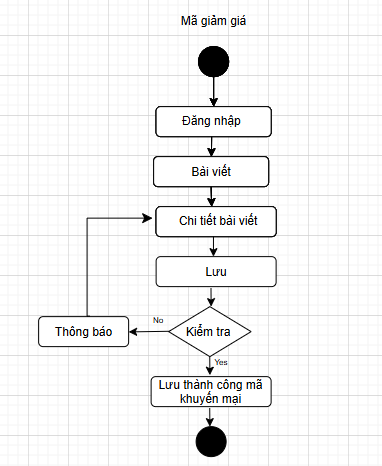 Mã giảm giá
Đăng nhập
Bài viết
Chi tiết bài viết
Lưu
No
Thông báo
Kiểm tra
Yes
Lưu thành công mã
khuyến mại